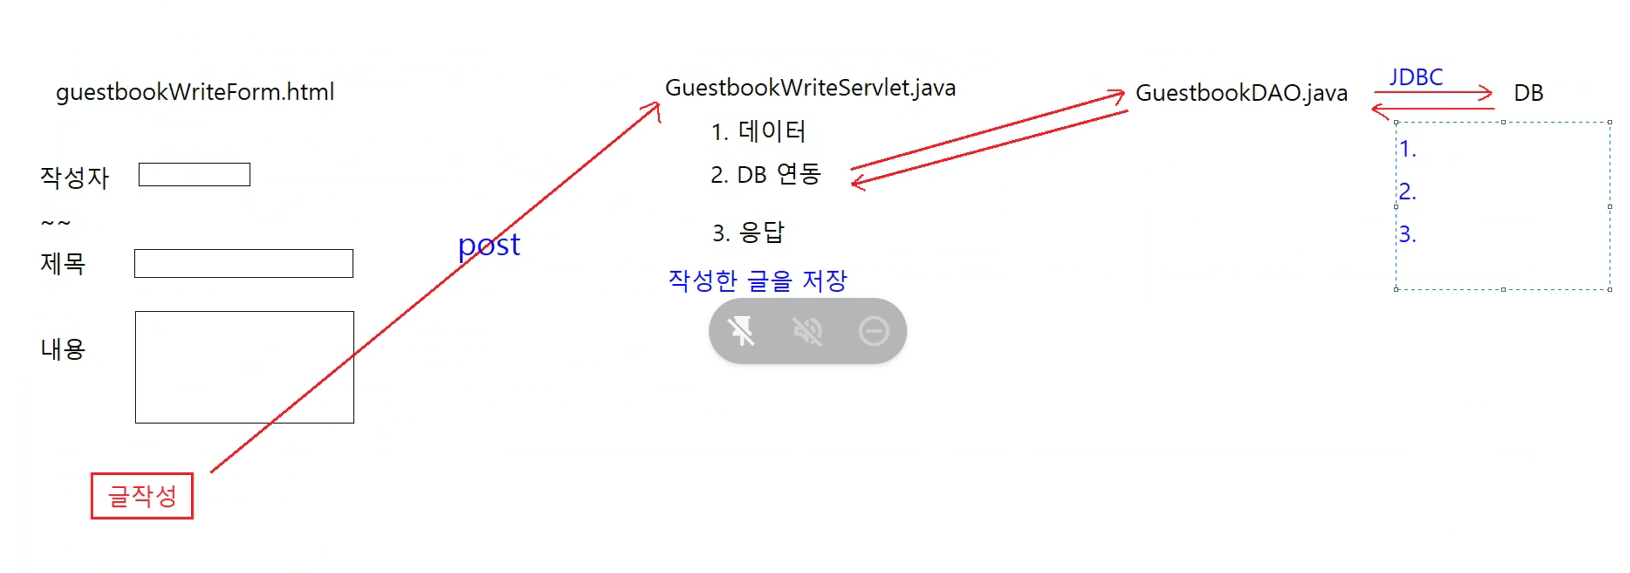 guestbookWriteForm.html
작성자
~~
제목
내용
글작성
post
GuestbookWriteServlet.java
1. 데이터
2. DB 연동
3. 응답
작성한 글을 저장
GuestbookDAO.java
JDBC
DB
1.
2.
3.